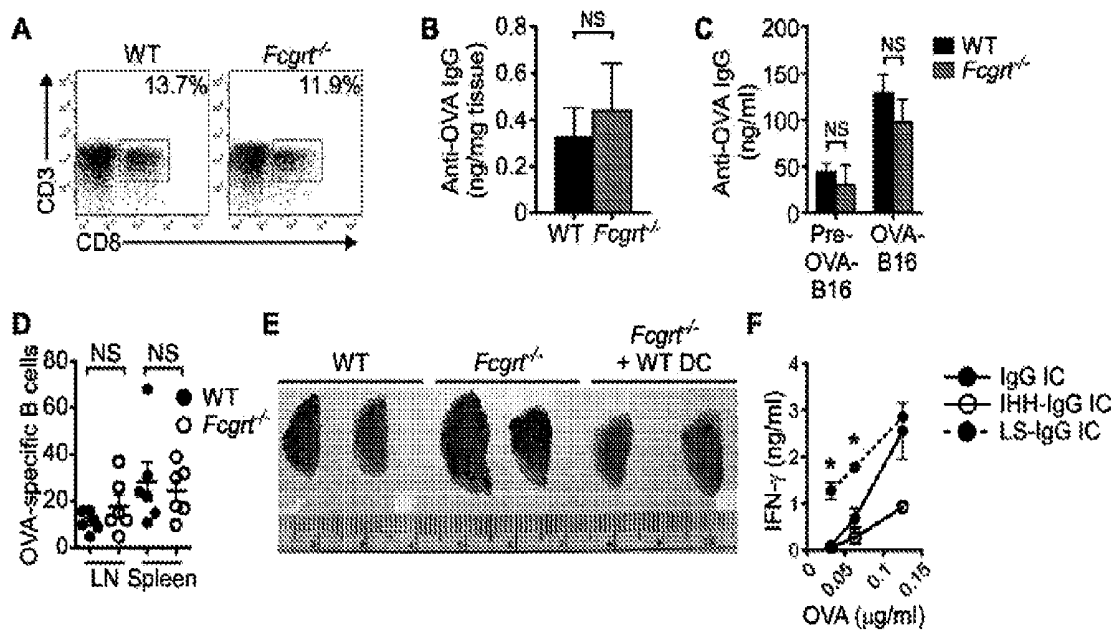 A
WT
Fcgrt-/-
13.7%
11.9%
CD3
CD8
B
NS
Anti-OVA IgG
(ng/mg tissue)
0.8
0.6
0.4
0.2
0
WT Fcgrt-/-
C
Anti-OVA IgG
(ng/ml)
200
150
100
50
0
NS
NS
WT
Fcgrt-/-
Pre-
OVA-
B16
OVA-
B16
D
OVA-specific B cells
80
60
40
20
0
NS
NS
WT
Fcgrt-/-
LN
Spleen
E
WT
Fcgrt-/-
Fcgrt-/-
+ WT DC
F
IFN-γ (ng/ml)
4
3
2
1
0
*
*
0
0.05
0.1
0.15
OVA (μg/ml)
IgG IC
IHH-IgG IC
LS-IgG IC